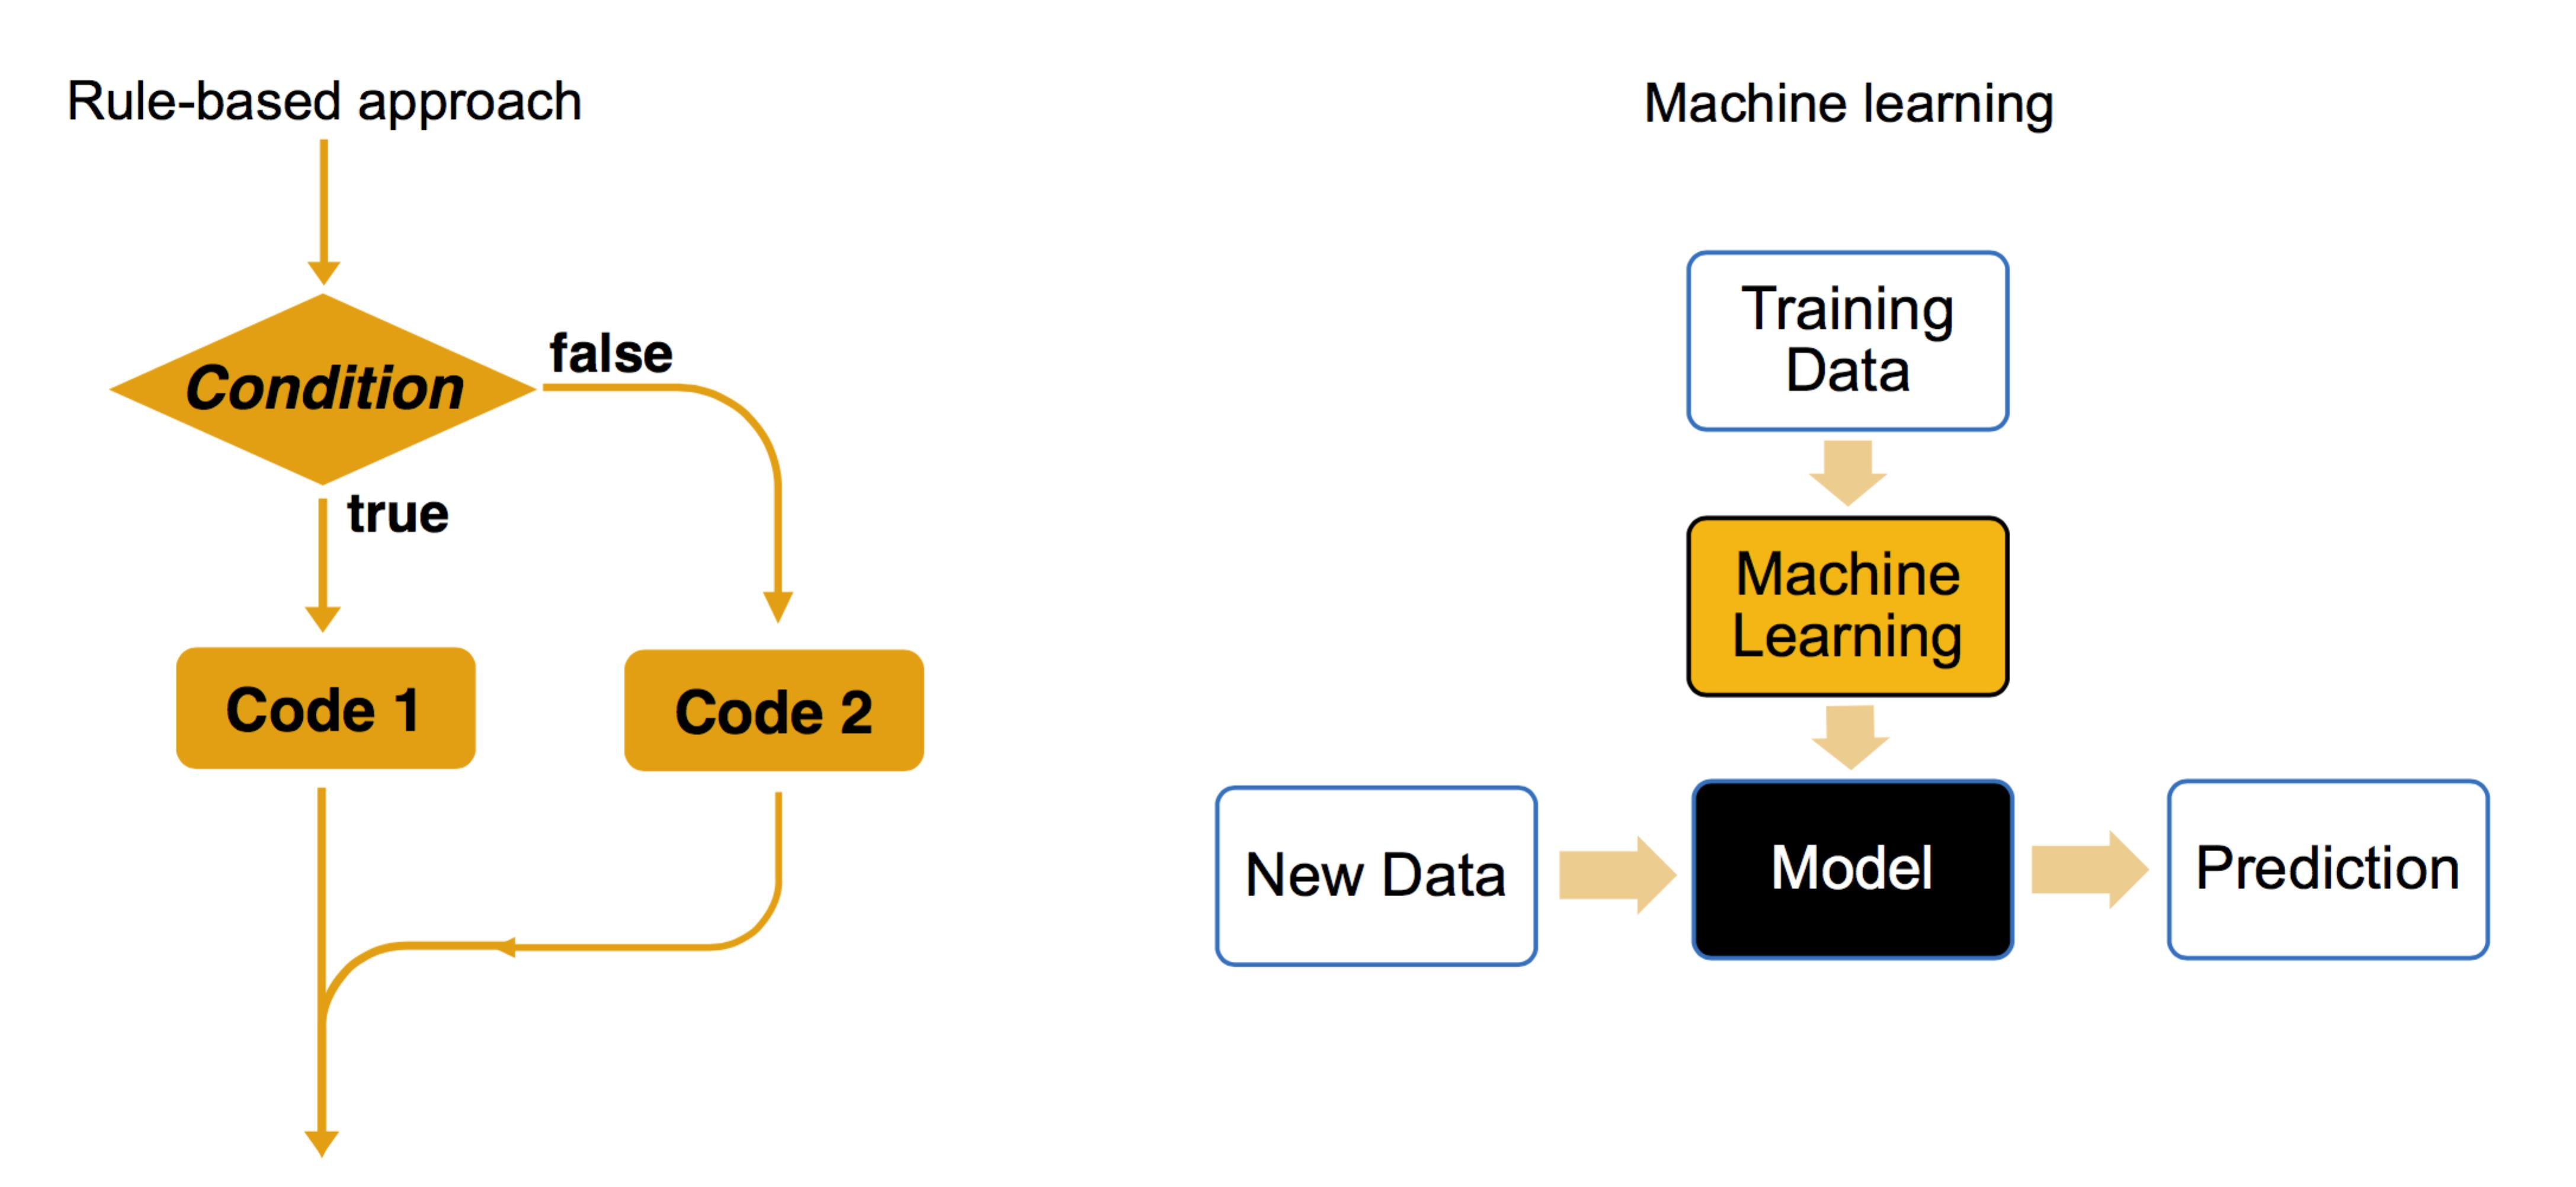 Rule-based approach
Condition
false
true
Code 1
Code 2
Machine learning
Training
Data
Machine
Learning
New Data
Model
Prediction